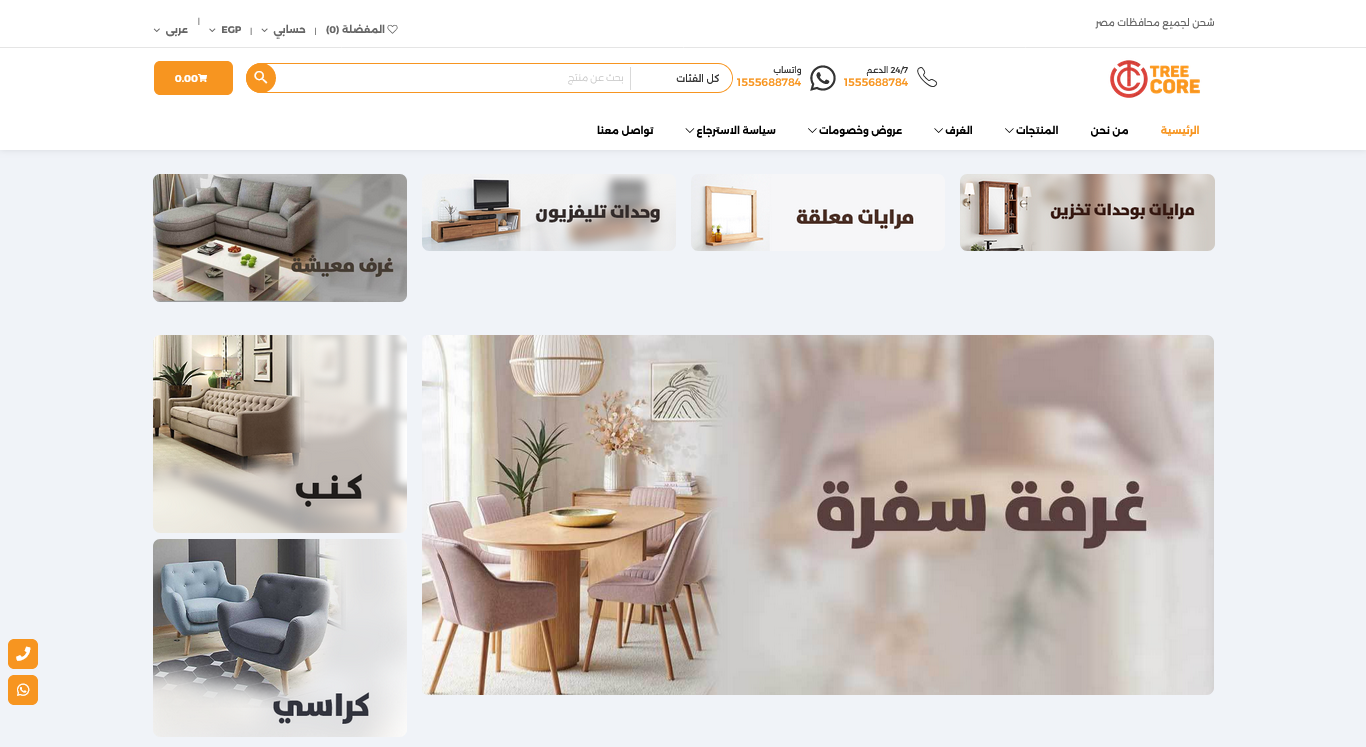 شحن لجميع محافظات مصر
المفضلة (0)
حسابي
EGP
عربى
TREE
CORE
24/7 الدعم
1555688784
واتساب
1555688784
كل الفئات
بحث عن منتج
0.00
الرئيسية
من نحن
المنتجات
الغرف
عروض وخصومات
سياسة الاسترجاع
تواصل معنا
مرايات بوحدات تخزين
مرايات معلقة
وحدات تليفزيون
غرف معيشة
غرفة سفرة
كنب
كراسي